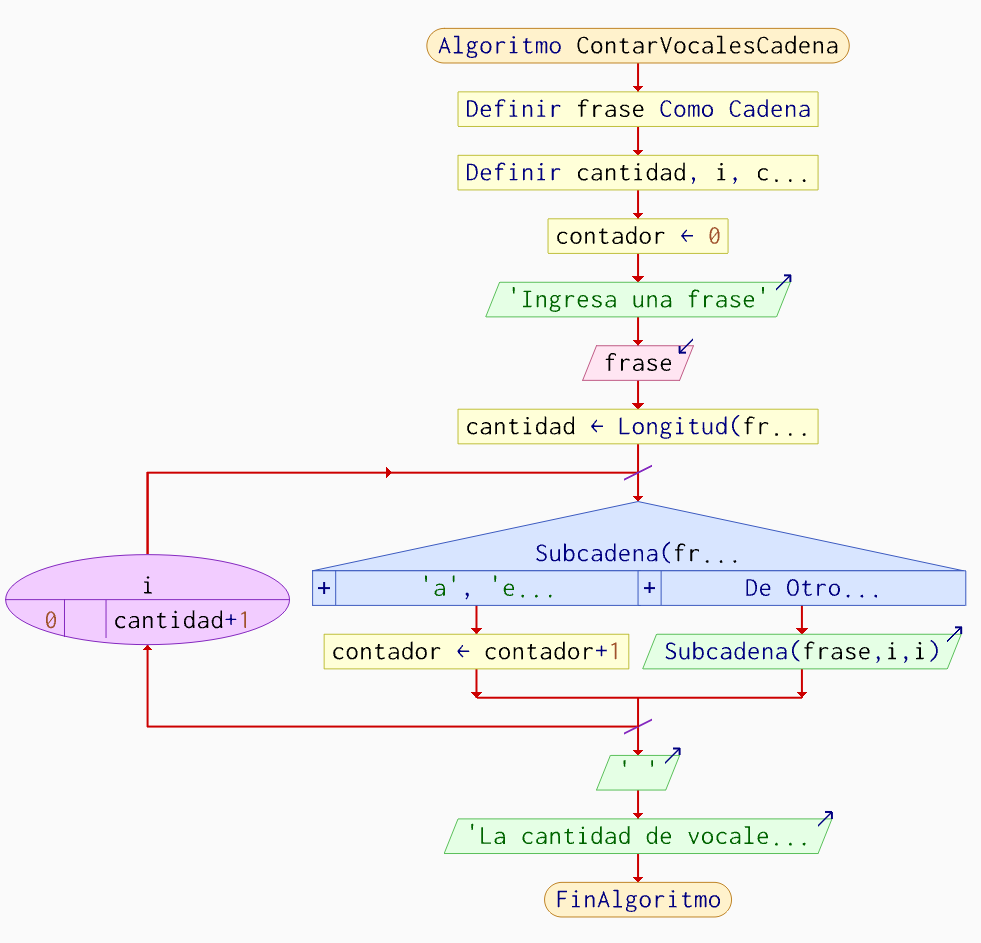 Algoritmo ContarVocalesCadena
Definir frase Como Cadena
Definir cantidad, i, c...
contador ← 0
'Ingresa una frase'
frase
cantidad ← Longitud(fr...
Subcadena(fr...
i
0 cantidad+1
+ 'a', 'e... + De Otro...
contador ← contador+1
Subcadena(frase,i,i)
' '
'La cantidad de vocale...
FinAlgoritmo